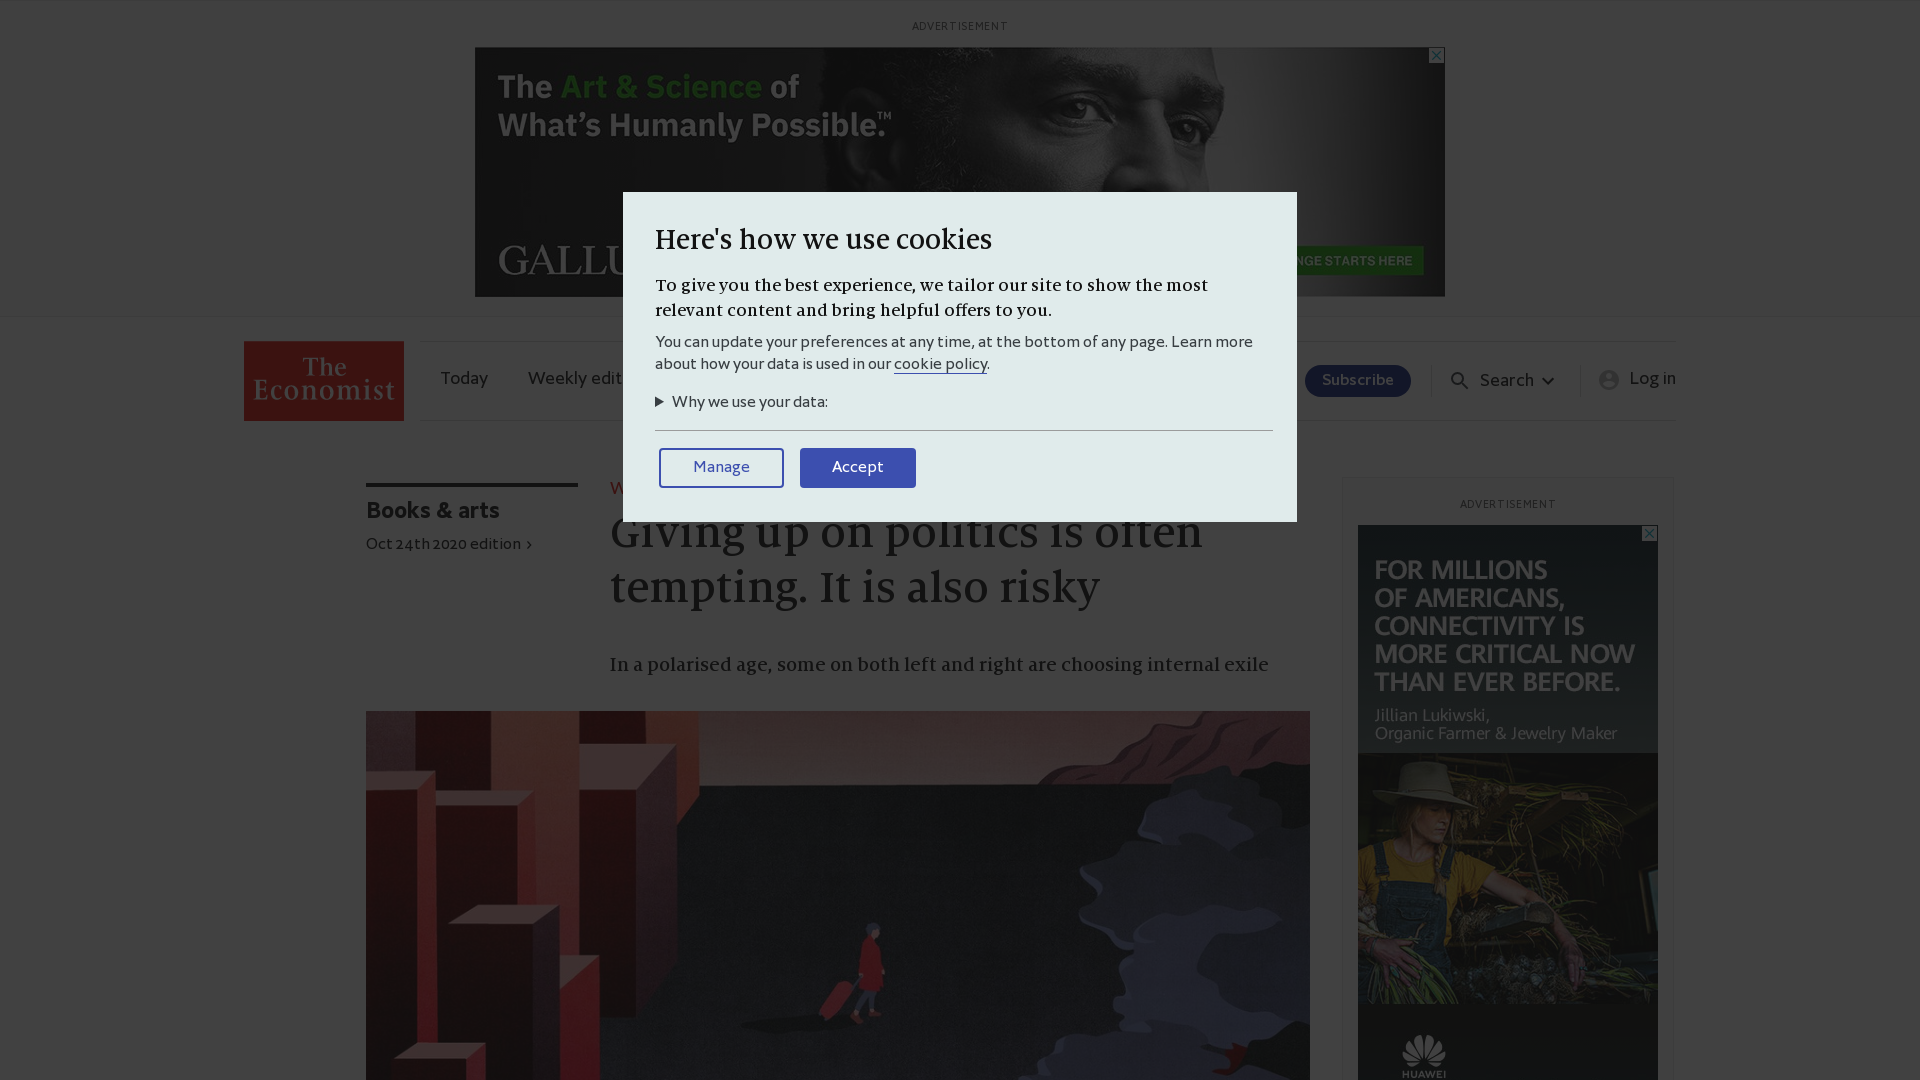 ADVERTISEMENT
The Art & Science of
What's Humanly Possible.™
GALLU
NGE STARTS HERE
Here's how we use cookies
To give you the best experience, we tailor our site to show the most
relevant content and bring helpful offers to you.
You can update your preferences at any time, at the bottom of any page. Learn more
about how your data is used in our cookie policy.
Why we use your data:
Manage
Accept
The
Economist
Today
Weekly edit
Subscribe
Search
Log in
Books & arts
Oct 24th 2020 edition ›
W
Giving up on politics is often
tempting. It is also risky
In a polarised age, some on both left and right are choosing internal exile
ADVERTISEMENT
FOR MILLIONS
OF AMERICANS,
CONNECTIVITY IS
MORE CRITICAL NOW
THAN EVER BEFORE.
Jillian Lukiwski,
Organic Farmer & Jewelry Maker
HUAWEI